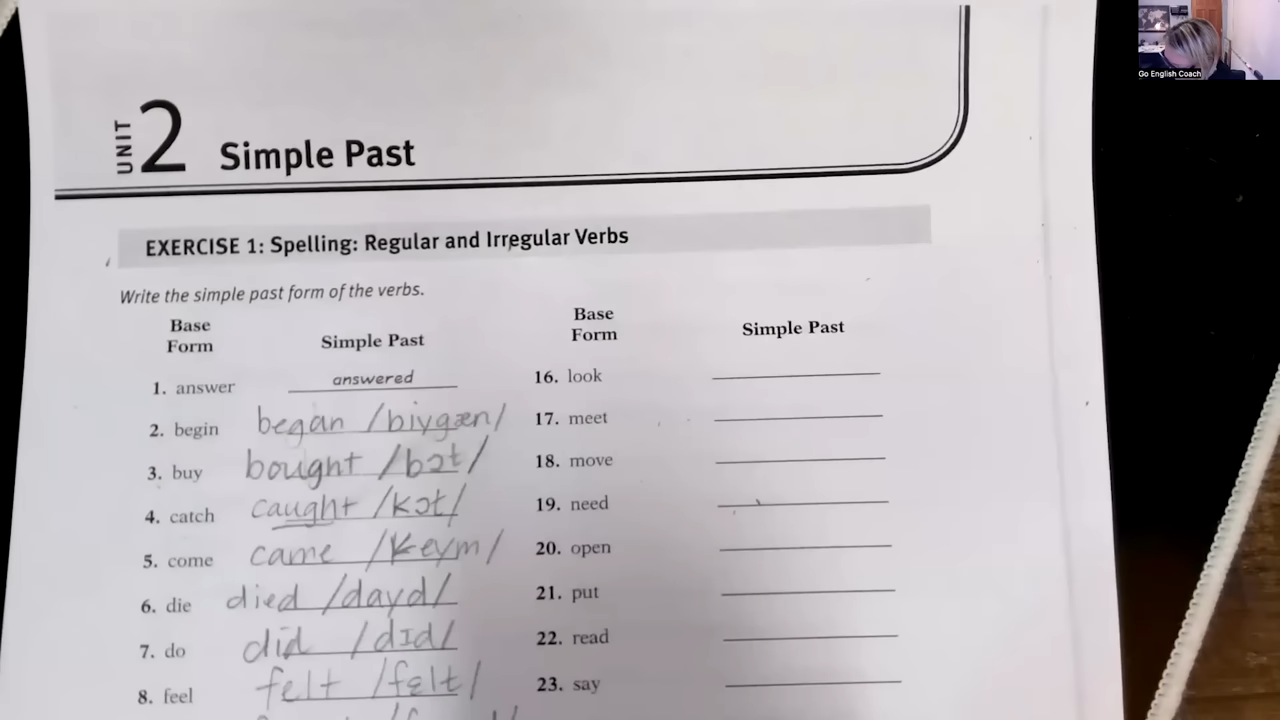 Go English Coach
UNIT 2 Simple Past
EXERCISE 1: Spelling: Regular and Irregular Verbs
Write the simple past form of the verbs.
Base Form Simple Past
1. answer answered
2. begin began /biygæn/
3. buy bought /bɔt/
4. catch caught /kɔt/
5. come came /keym/
6. die died /dayd/
7. do did /dɪd/
8. feel felt /fɛlt/
Base Form Simple Past
16. look
17. meet
18. move
19. need
20. open
21. put
22. read
23. say